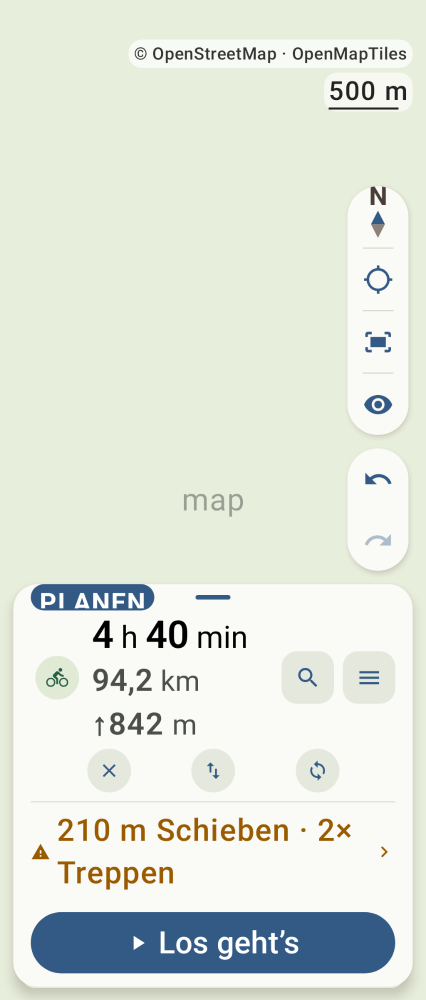 © OpenStreetMap · OpenMapTiles
500 m
N
map
PLANEN
4 h 40 min
94,2 km
↑842 m
210 m Schieben · 2×
Treppen
Los geht’s